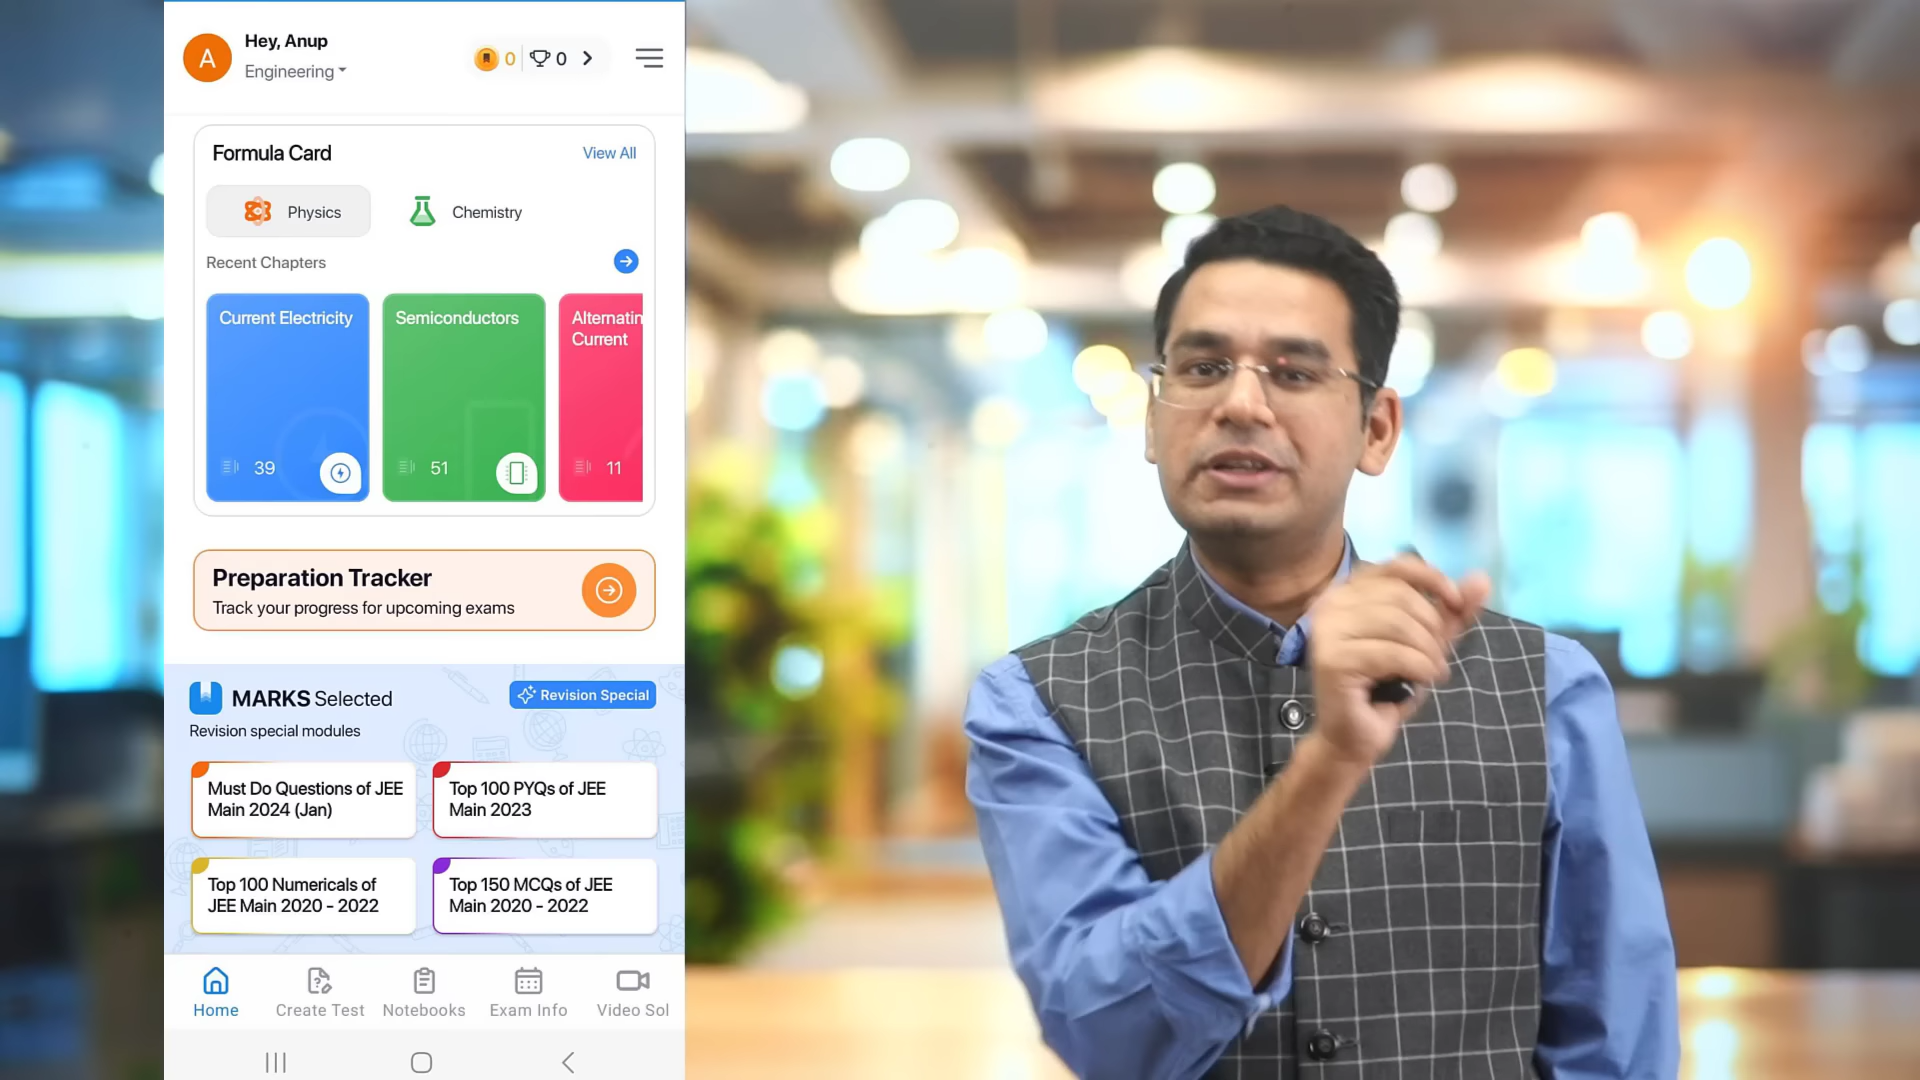 A
Hey, Anup
Engineering
0
0
Formula Card
View All
Physics
Chemistry
Recent Chapters
Current Electricity
39
Semiconductors
51
Alternatin
Current
11
Preparation Tracker
Track your progress for upcoming exams
MARKS Selected
Revision Special
Revision special modules
Must Do Questions of JEE
Main 2024 (Jan)
Top 100 PYQs of JEE
Main 2023
Top 100 Numericals of
JEE Main 2020 - 2022
Top 150 MCQs of JEE
Main 2020 - 2022
Home
Create Test
Notebooks
Exam Info
Video Sol